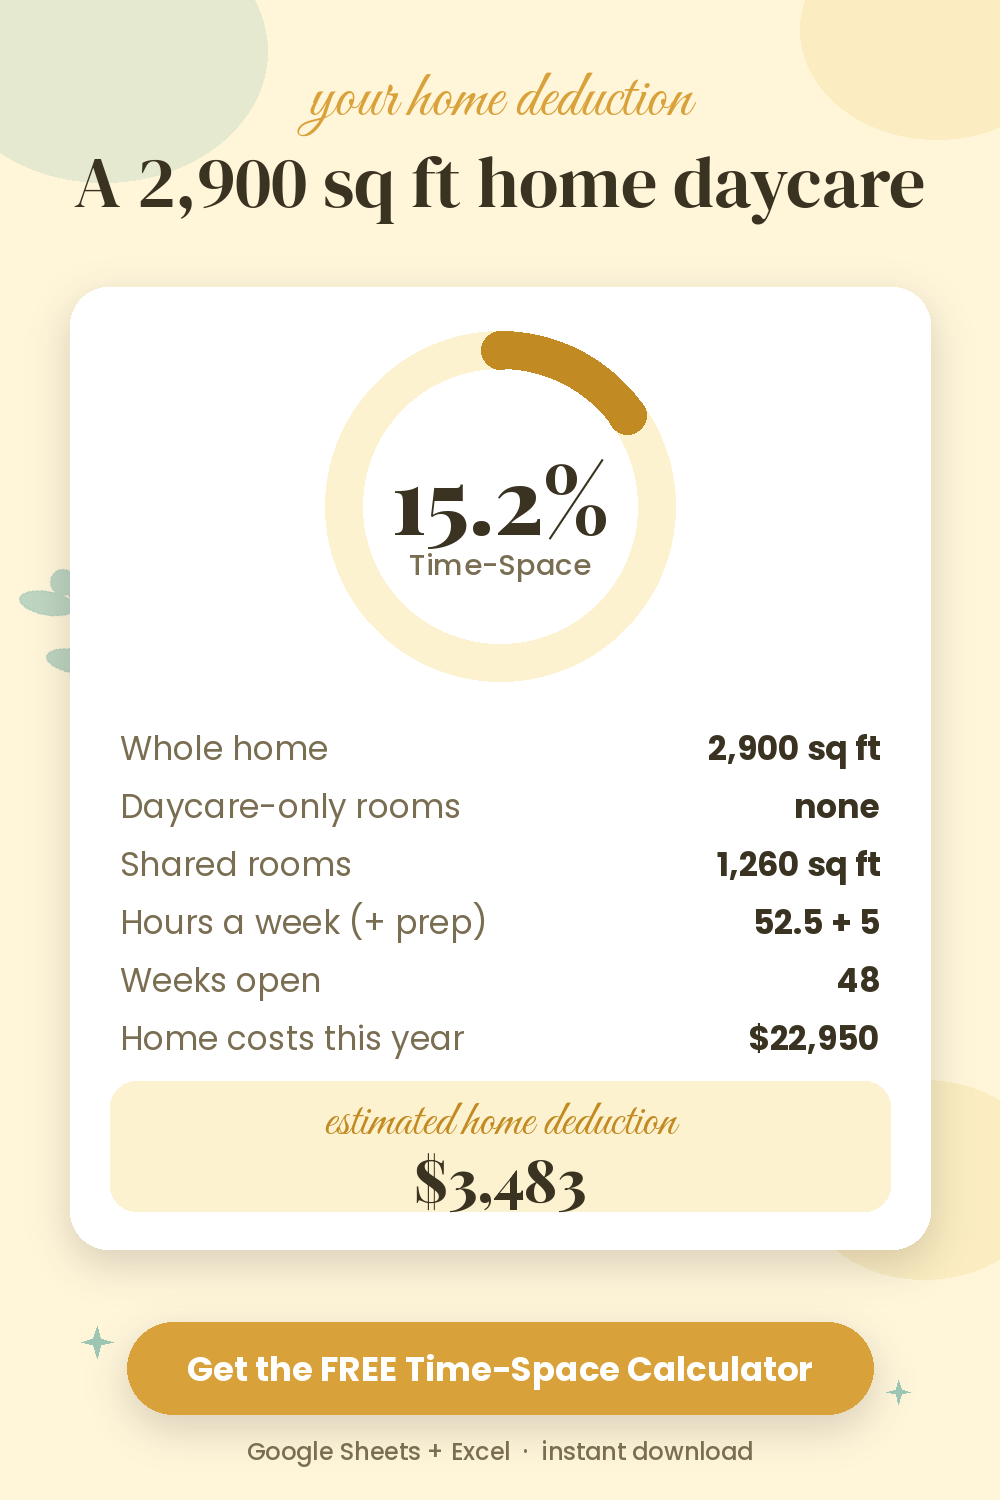 your home deduction
A 2,900 sq ft home daycare
15.2%
Time-Space
Whole home 2,900 sq ft
Daycare-only rooms none
Shared rooms 1,260 sq ft
Hours a week (+ prep) 52.5 + 5
Weeks open 48
Home costs this year $22,950
estimated home deduction
$3,483
Get the FREE Time-Space Calculator
Google Sheets + Excel · instant download